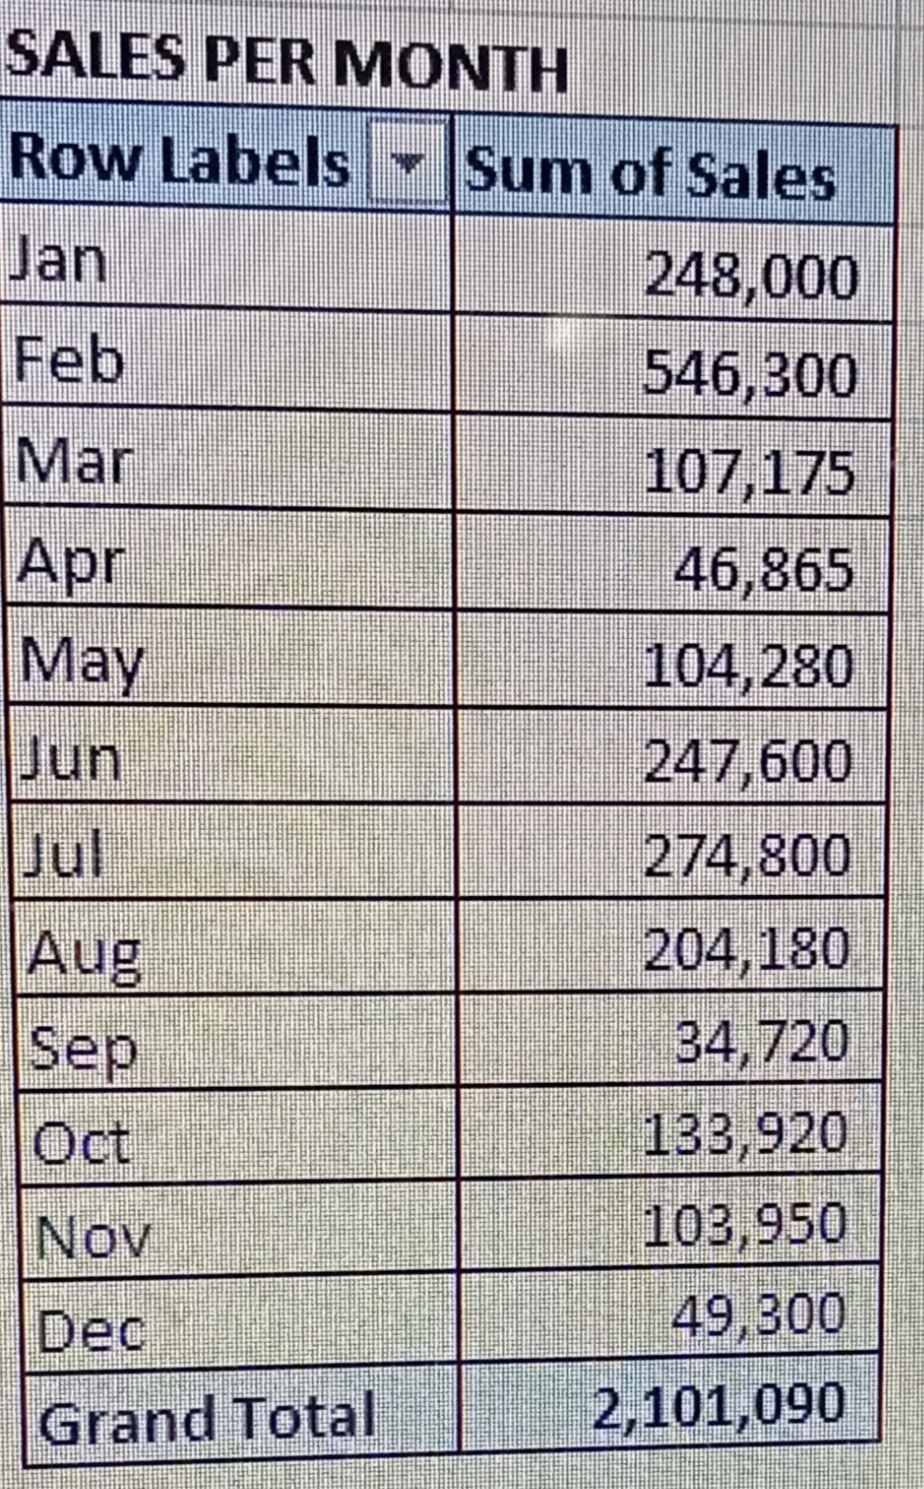 SALES PER MONTH
Row Labels Sum of Sales
Jan 248,000
Feb 546,300
Mar 107,175
Apr 46,865
May 104,280
Jun 247,600
Jul 274,800
Aug 204,180
Sep 34,720
Oct 133,920
Nov 103,950
Dec 49,300
Grand Total 2,101,090